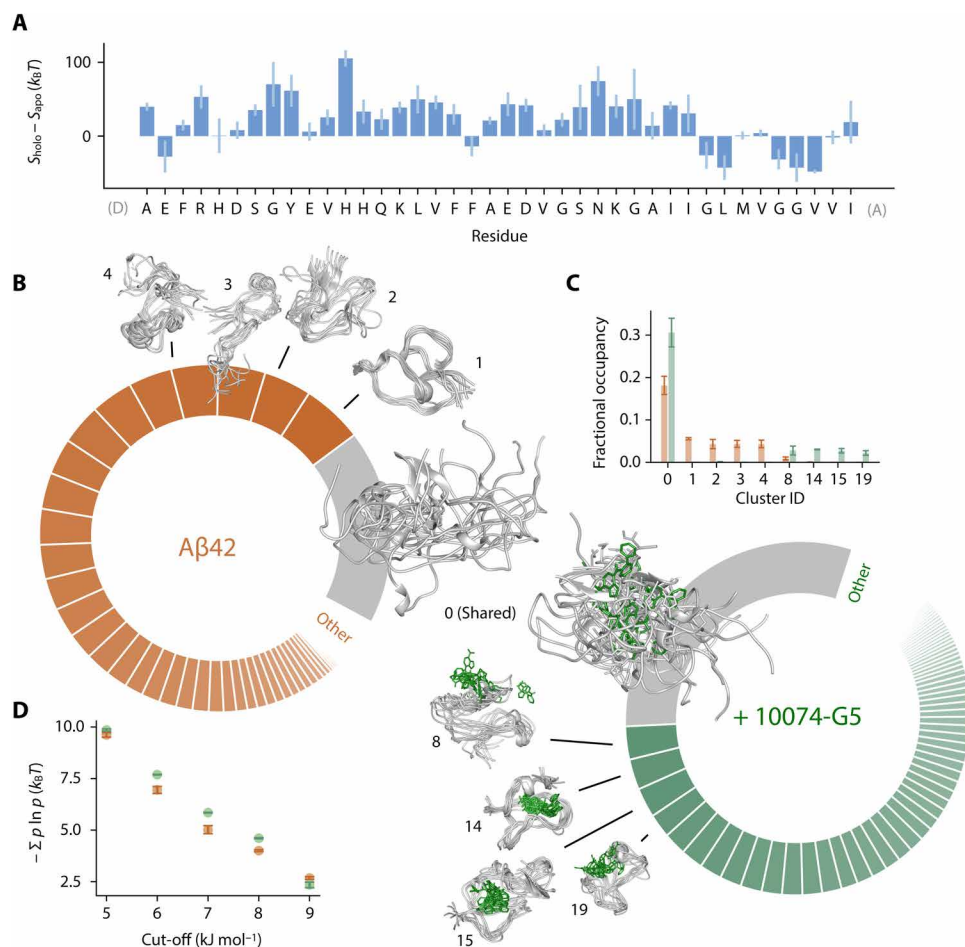 A
S_holo – S_apo (k_BT)
100
0
(D) A E F R H D S G Y E V H H Q K L V F F A E D V G S N K G A I I G L M V G G V V I (A)
Residue
B
4
3
2
1
Aβ42
Other
0 (Shared)
C
Fractional occupancy
0.3
0.2
0.1
0.0
0 1 2 3 4 8 14 15 19
Cluster ID
Other
+ 10074-G5
8
14
15
19
D
– Σ p ln p (k_BT)
10.0
7.5
5.0
2.5
5 6 7 8 9
Cut-off (kJ mol⁻¹)